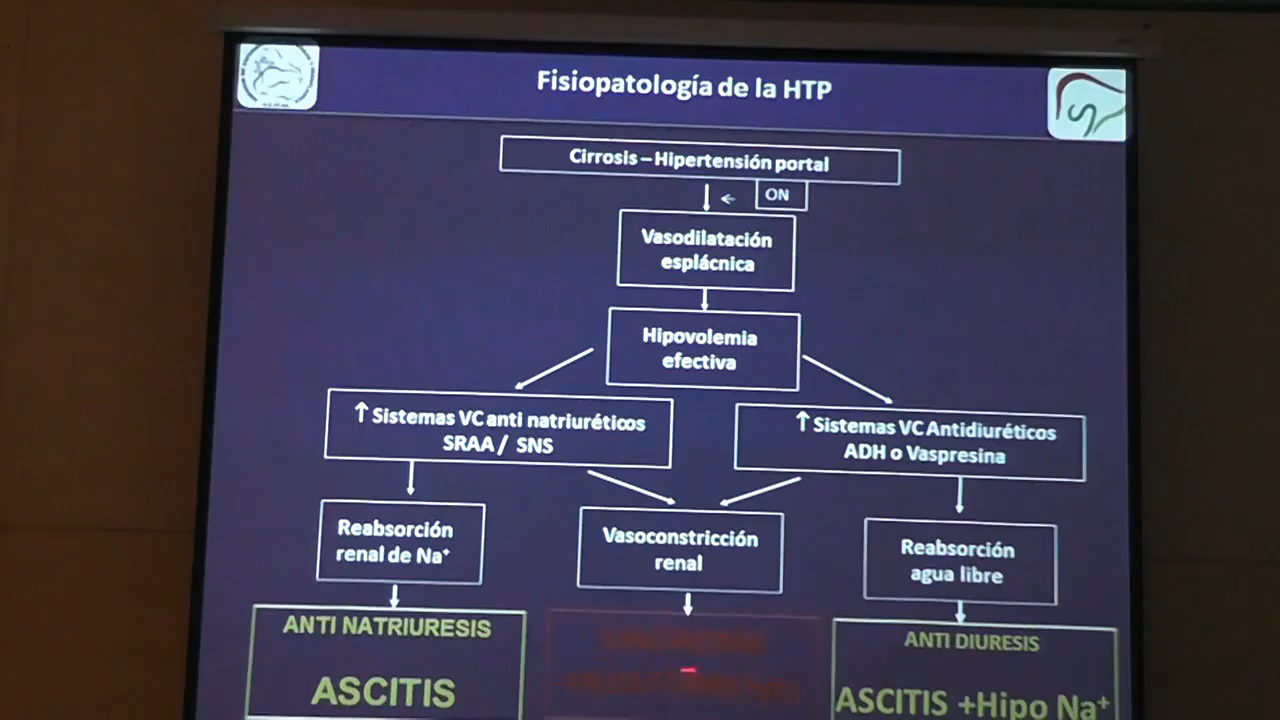 Fisiopatología de la HTP
Cirrosis – Hipertensión portal
ON
Vasodilatación
esplácnica
Hipovolemia
efectiva
↑ Sistemas VC anti natriuréticos
SRAA / SNS
↑ Sistemas VC Antidiuréticos
ADH o Vaspresina
Reabsorción
renal de Na⁺
Vasoconstricción
renal
Reabsorción
agua libre
ANTI NATRIURESIS
ASCITIS
ANTI DIURESIS
ASCITIS +Hipo Na⁺